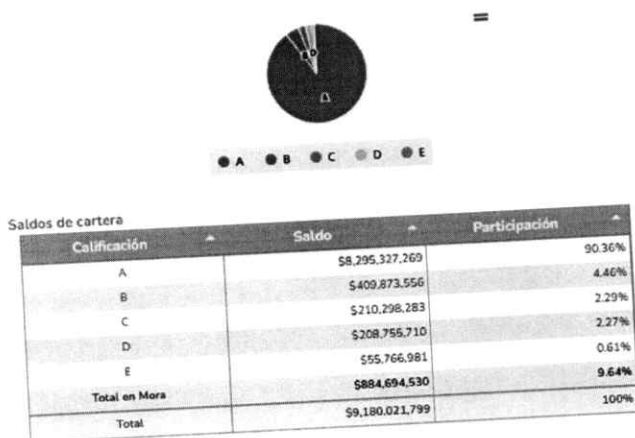 B D
A
A B C D E
Saldos de cartera
Calificación Saldo Participación
A $8,295,327,269 90.36%
B $409,873,556 4.46%
C $210,298,283 2.29%
D $208,755,710 2.27%
E $55,766,981 0.61%
Total en Mora $884,694,530 9.64%
Total $9,180,021,799 100%